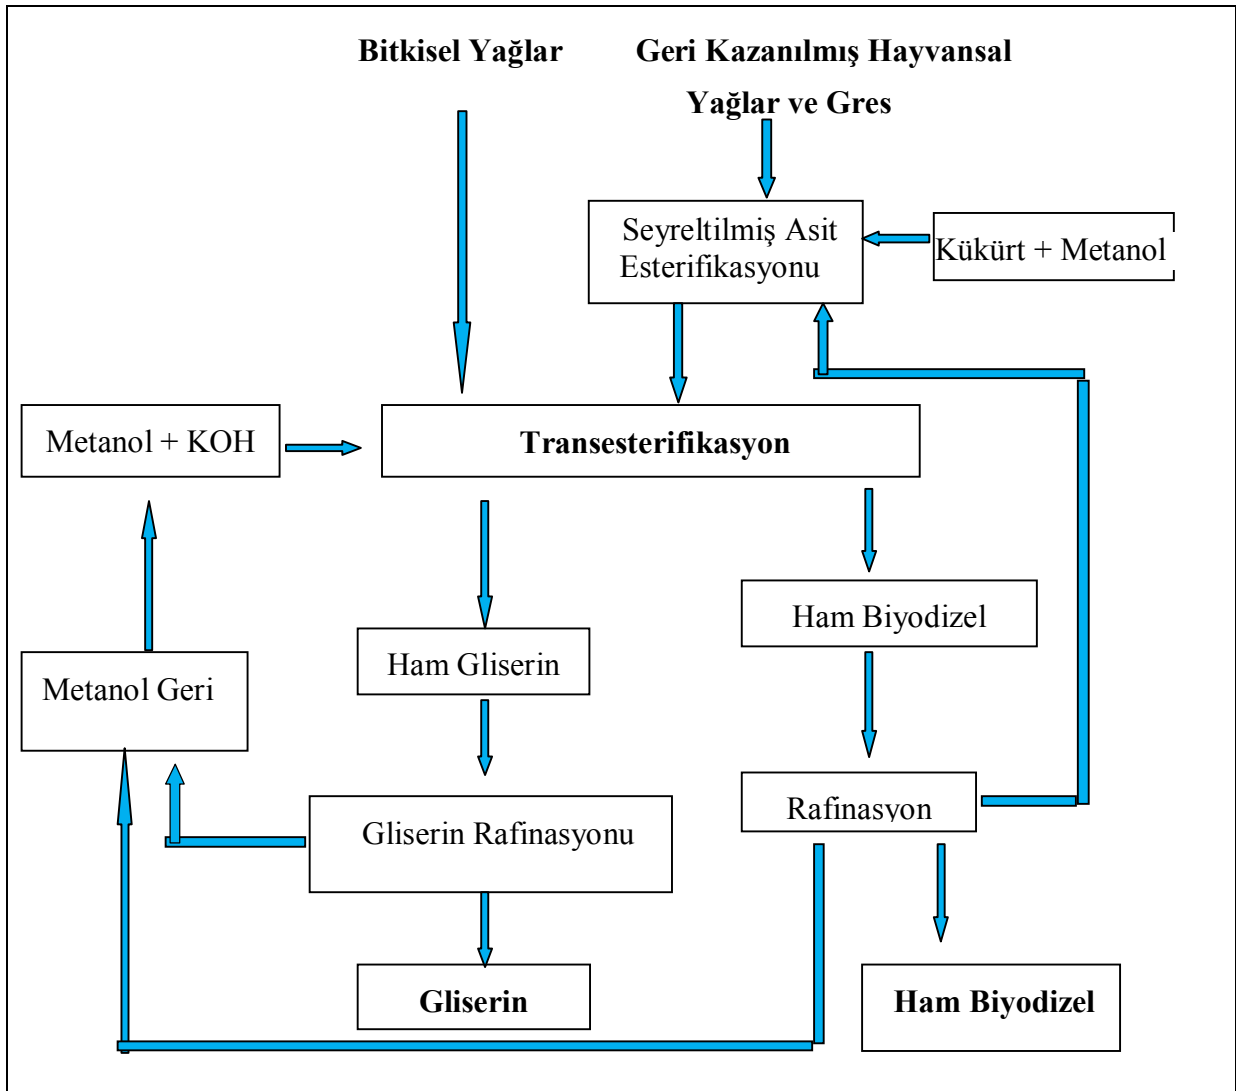 Bitkisel Yağlar
Geri Kazanılmış Hayvansal
Yağlar ve Gres
Seyreltilmiş Asit
Esterifikasyonu
Kükürt + Metanol
Metanol + KOH
Transesterifikasyon
Ham Biyodizel
Ham Gliserin
Metanol Geri
Rafinasyon
Gliserin Rafinasyonu
Gliserin
Ham Biyodizel